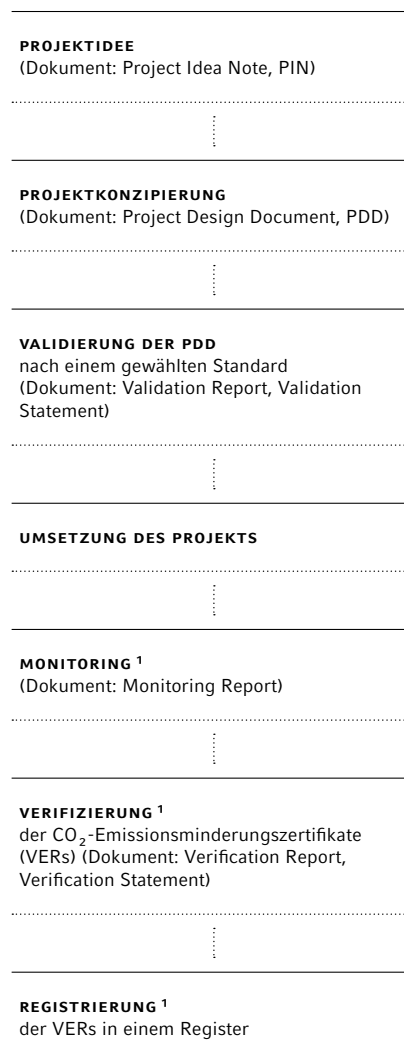 PROJEKTIDEE
(Dokument: Project Idea Note, PIN)
PROJEKTKONZIPIERUNG
(Dokument: Project Design Document, PDD)
VALIDIERUNG DER PDD
nach einem gewählten Standard
(Dokument: Validation Report, Validation
Statement)
UMSETZUNG DES PROJEKTS
MONITORING ¹
(Dokument: Monitoring Report)
VERIFIZIERUNG ¹
der CO₂-Emissionsminderungszertifikate
(VERs) (Dokument: Verification Report,
Verification Statement)
REGISTRIERUNG ¹
der VERs in einem Register